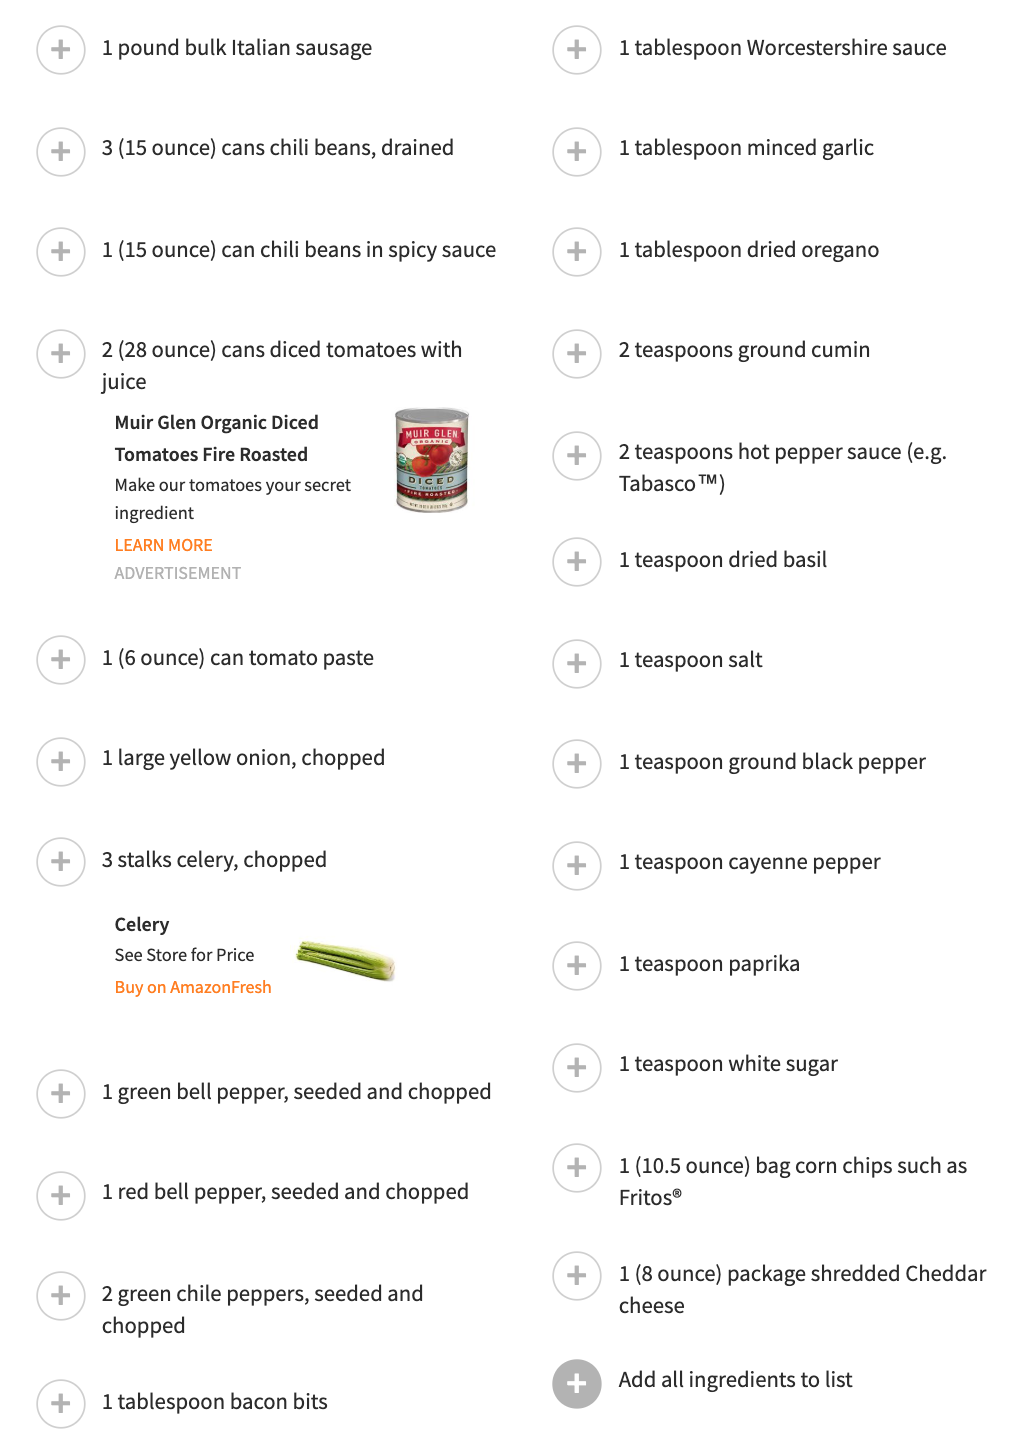 1 pound bulk Italian sausage
3 (15 ounce) cans chili beans, drained
1 (15 ounce) can chili beans in spicy sauce
2 (28 ounce) cans diced tomatoes with
juice
Muir Glen Organic Diced
Tomatoes Fire Roasted
Make our tomatoes your secret
ingredient
LEARN MORE
ADVERTISEMENT
MUIR GLEN
ORGANIC
DICED
TOMATOES
FIRE ROASTED
1 (6 ounce) can tomato paste
1 large yellow onion, chopped
3 stalks celery, chopped
Celery
See Store for Price
Buy on AmazonFresh
1 green bell pepper, seeded and chopped
1 red bell pepper, seeded and chopped
2 green chile peppers, seeded and
chopped
1 tablespoon bacon bits
1 tablespoon Worcestershire sauce
1 tablespoon minced garlic
1 tablespoon dried oregano
2 teaspoons ground cumin
2 teaspoons hot pepper sauce (e.g.
Tabasco™)
1 teaspoon dried basil
1 teaspoon salt
1 teaspoon ground black pepper
1 teaspoon cayenne pepper
1 teaspoon paprika
1 teaspoon white sugar
1 (10.5 ounce) bag corn chips such as
Fritos®
1 (8 ounce) package shredded Cheddar
cheese
Add all ingredients to list